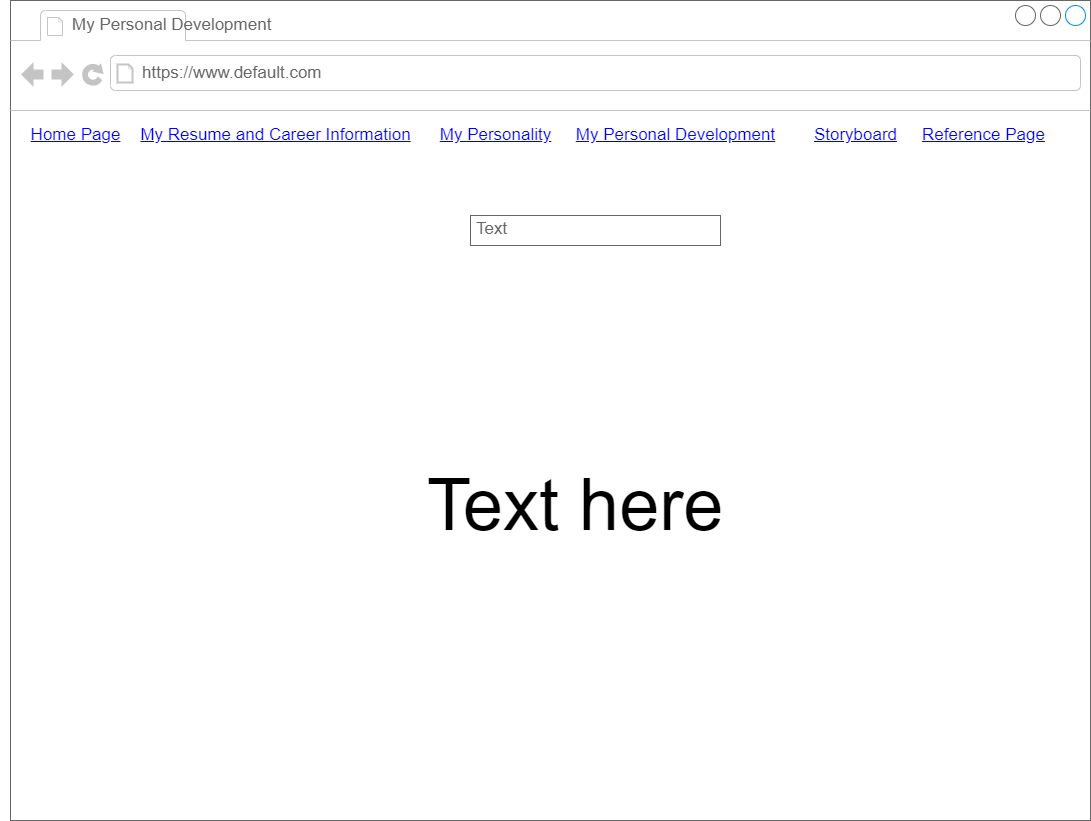 My Personal Development
https://www.default.com
Home Page My Resume and Career Information My Personality My Personal Development Storyboard Reference Page
Text
Text here